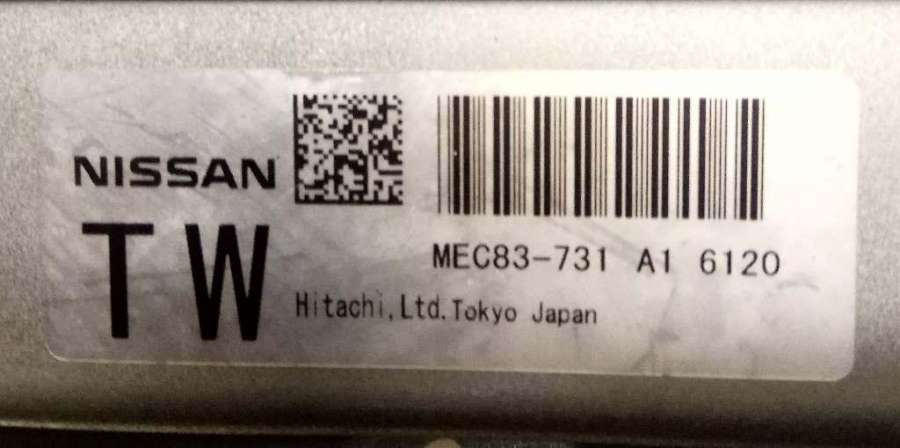 NISSAN
TW
MEC83-731 A1 6120
Hitachi,Ltd.Tokyo Japan